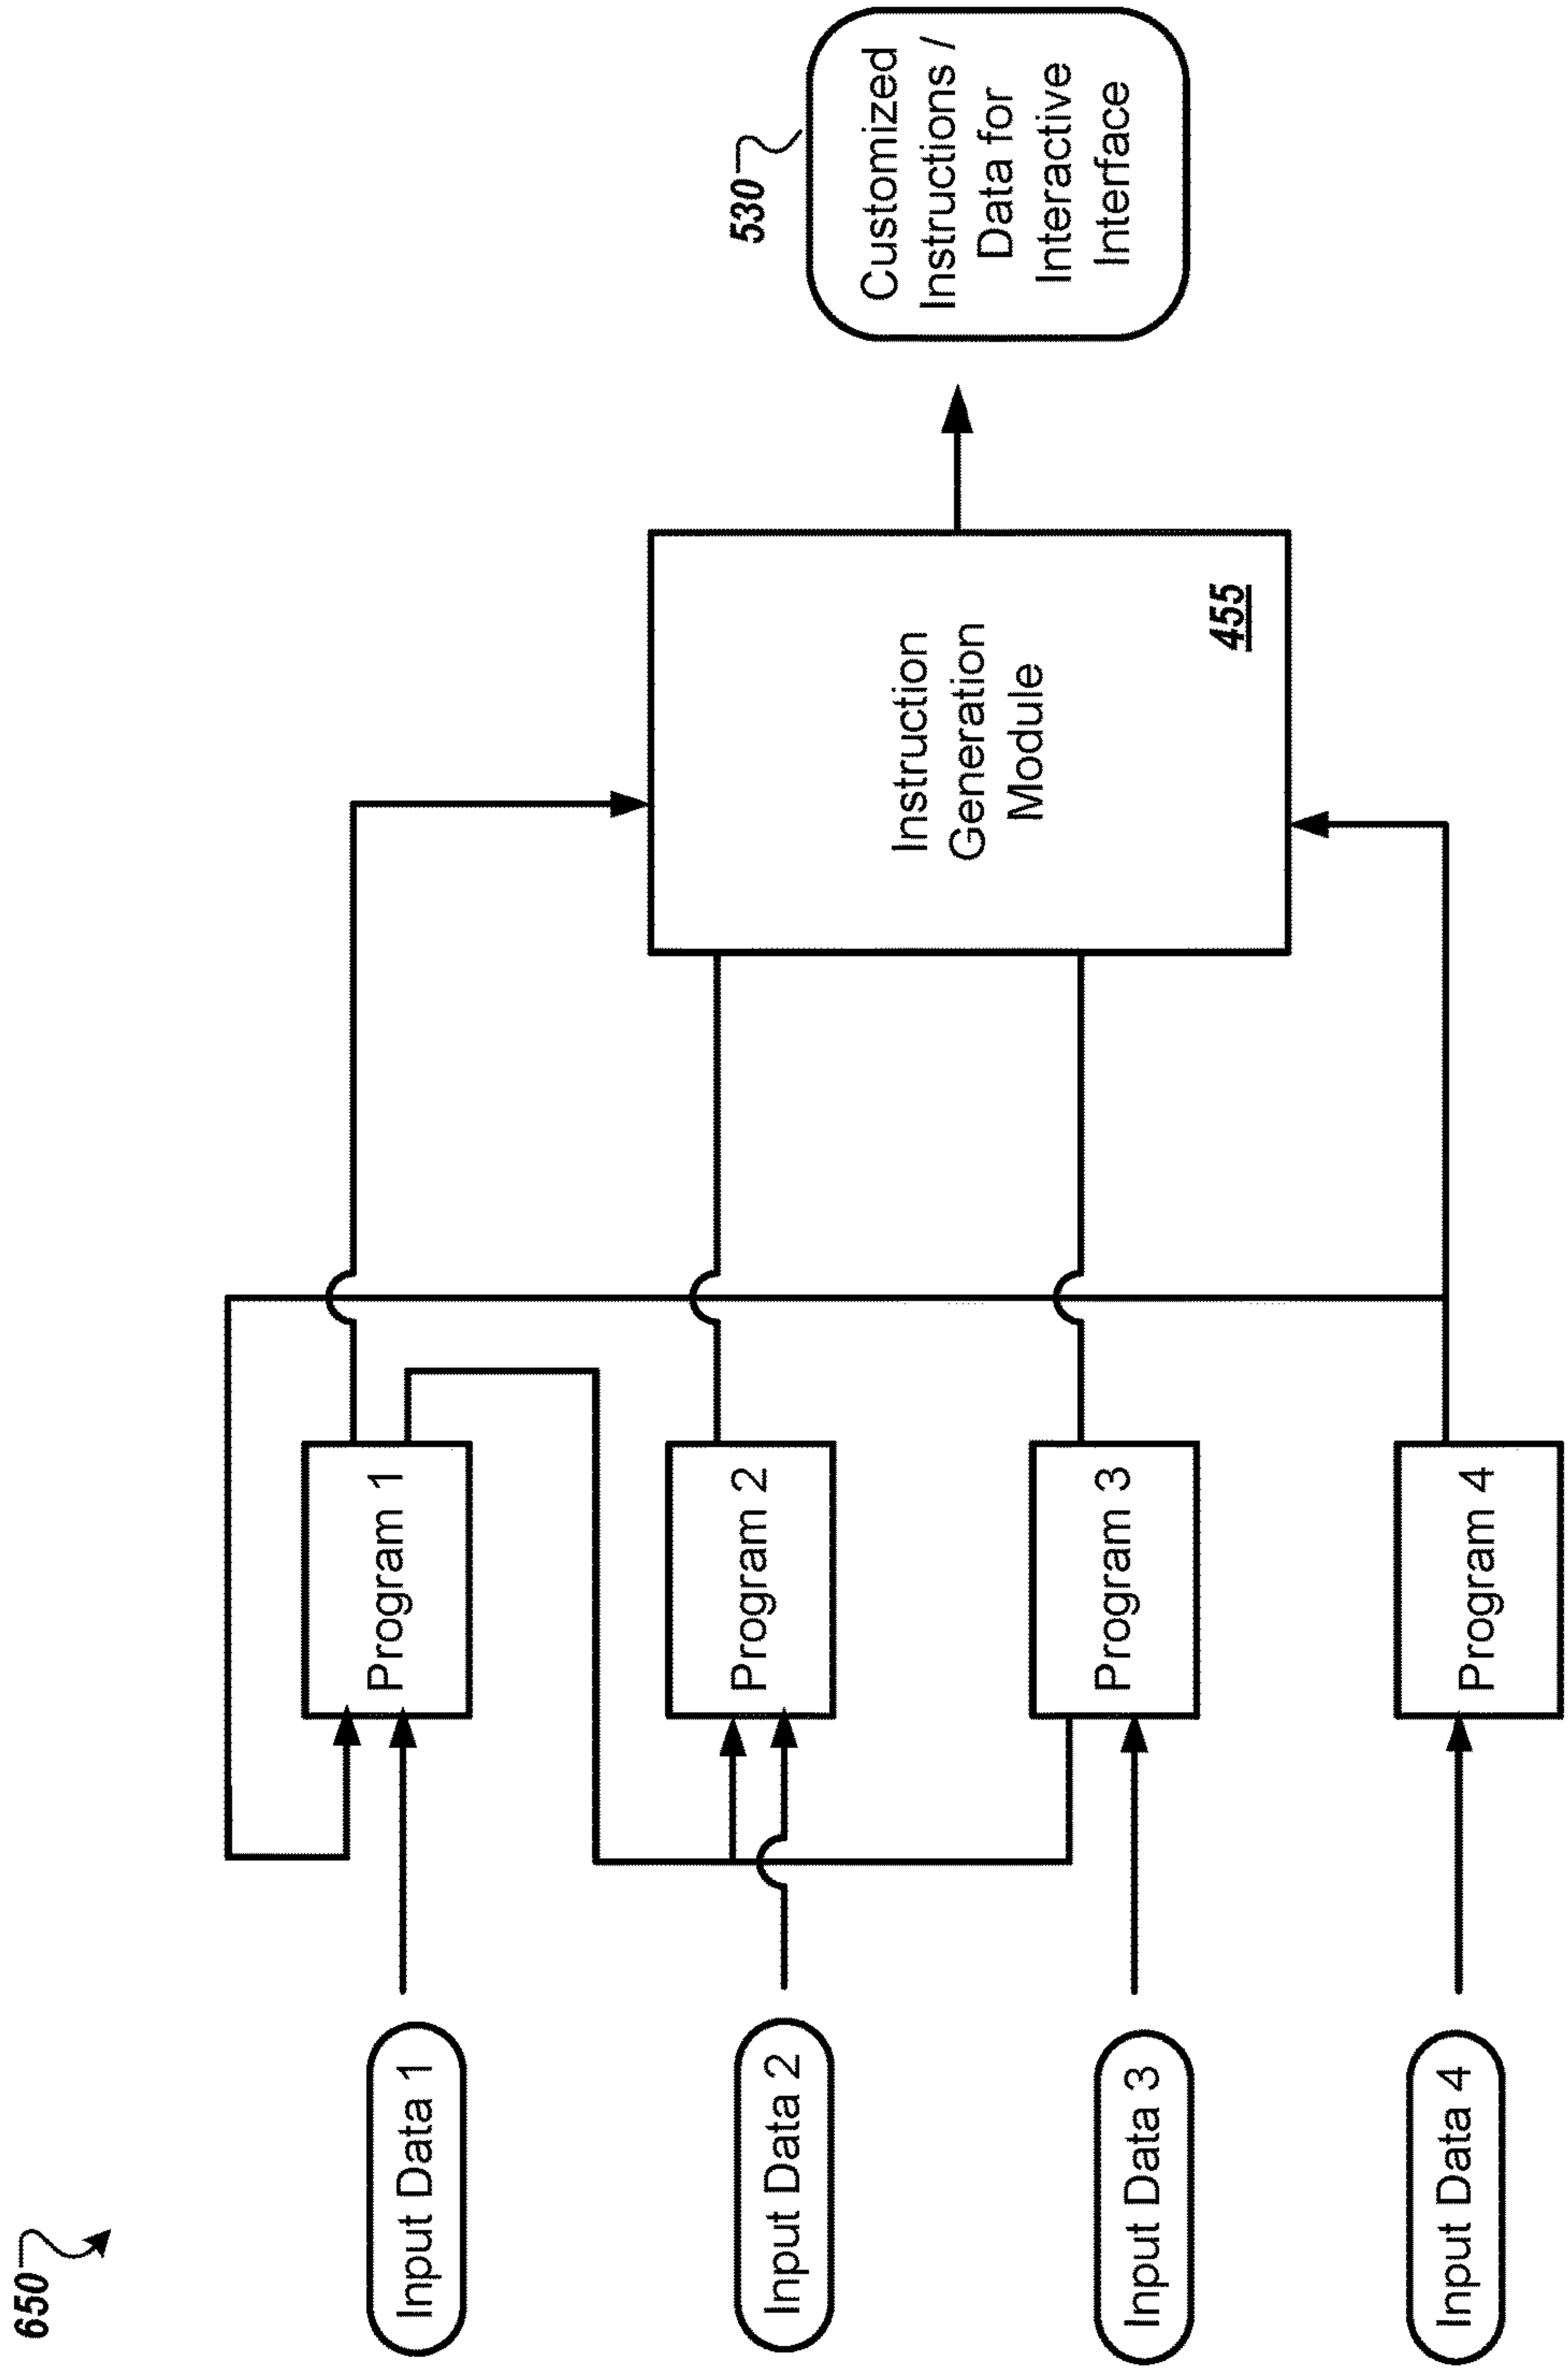 650
Input Data 1
Input Data 2
Input Data 3
Input Data 4
Program 1
Program 2
Program 3
Program 4
Instruction
Generation
Module
455
530
Customized
Instructions /
Data for
Interactive
Interface